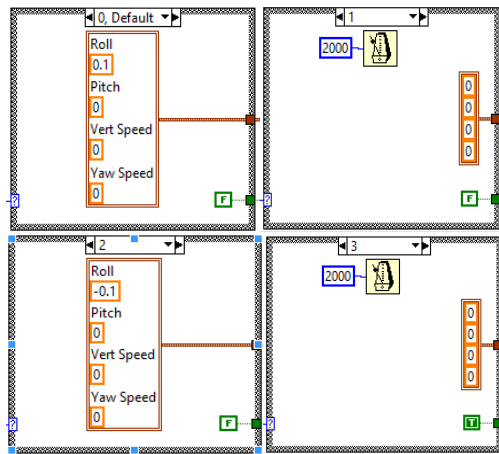 0, Default
Roll
0.1
Pitch
0
Vert Speed
0
Yaw Speed
0
?
F
1
2000
0
0
0
0
?
F
2
Roll
-0.1
Pitch
0
Vert Speed
0
Yaw Speed
0
?
F
3
2000
0
0
0
0
?
T